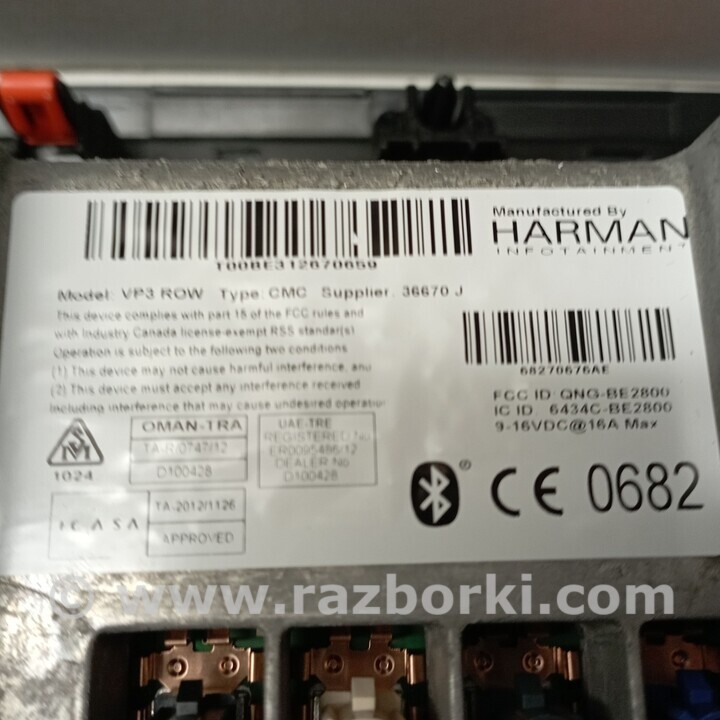 Manufactured By
HARMAN
INFOTAINMENT
T00BE312670659
Model: VP3 ROW Type: CMC Supplier. 36670 J
This device complies with part 15 of the FCC rules and
with Industry Canada license-exempt RSS standar(s)
Operation is subject to the following two conditions
(1) This device may not cause harmful interference, and
(2) This device must accept any interference received
including interference that may cause undesired operation
68270676AE
FCC ID: QNG-BE2800
IC ID 6434C-BE2800
9-16VDC@16A Max
1024
OMAN-TRA
TA-R/0747/12
D100428
UAE-TRE
REGISTERED No
ER0095486/12
DEALER No
D100428
ICASA
TA-2012/1126
APPROVED
® CE 0682
© www.razborki.com